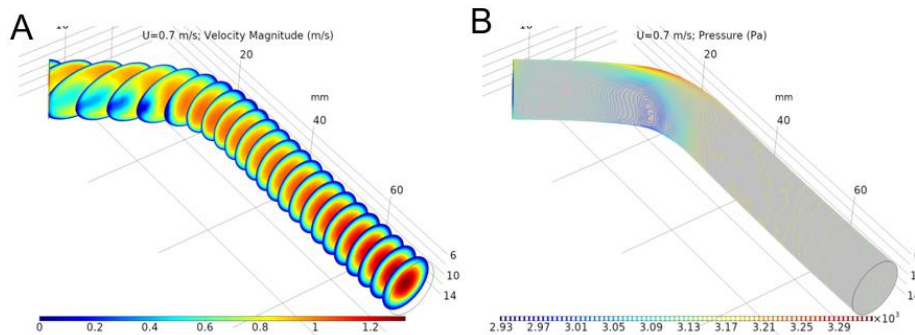 A
U=0.7 m/s; Velocity Magnitude (m/s)
20
mm
40
60
6
10
14
0 0.2 0.4 0.6 0.8 1 1.2
B
U=0.7 m/s; Pressure (Pa)
20
mm
40
60
2.93 2.97 3.01 3.05 3.09 3.13 3.17 3.21 3.25 3.29 ×10³